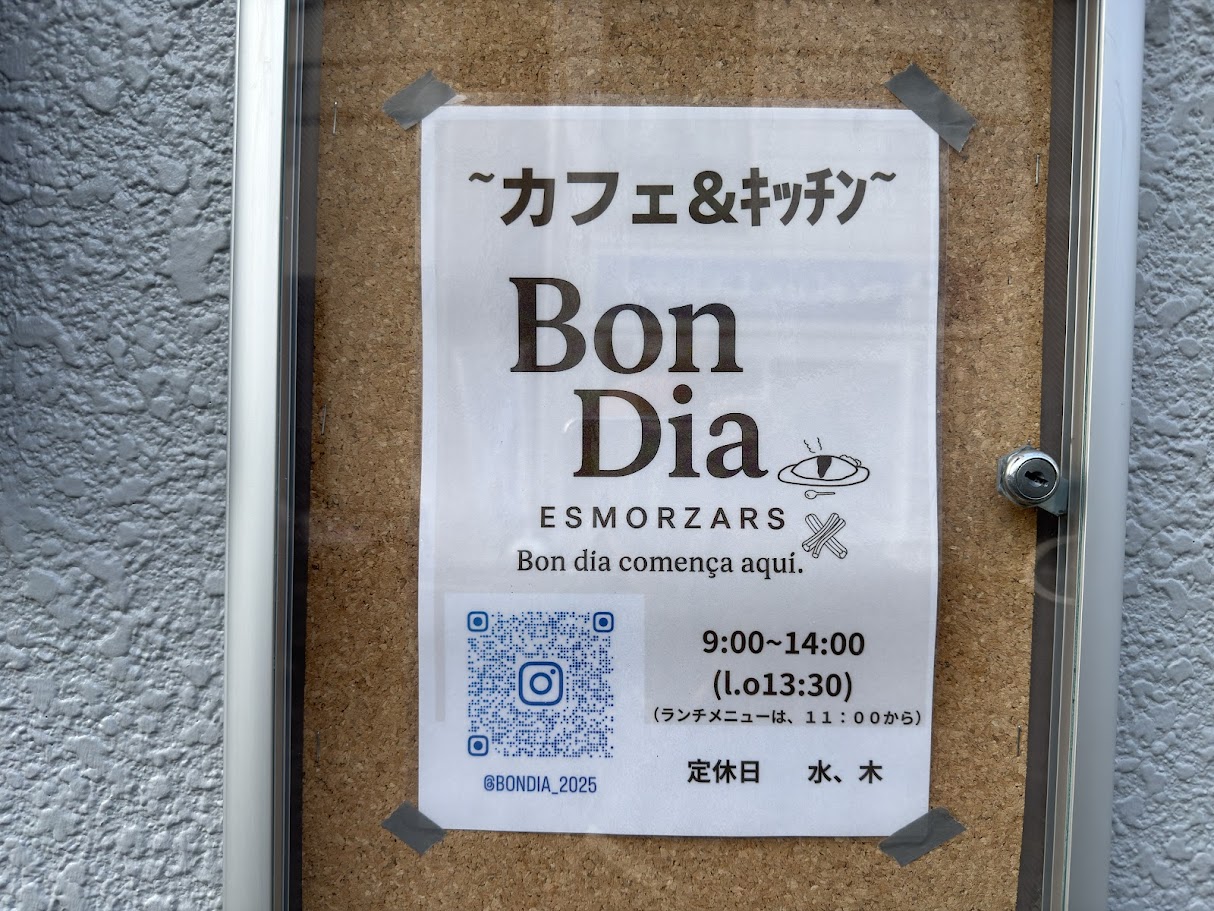 ~カフェ&ｷｯﾁﾝ~
Bon
Dia
ESMORZARS
Bon dia comença aquí.
9:00~14:00
(l.o13:30)
（ランチメニューは、１１：００から）
定休日　水、木
@BONDIA_2025